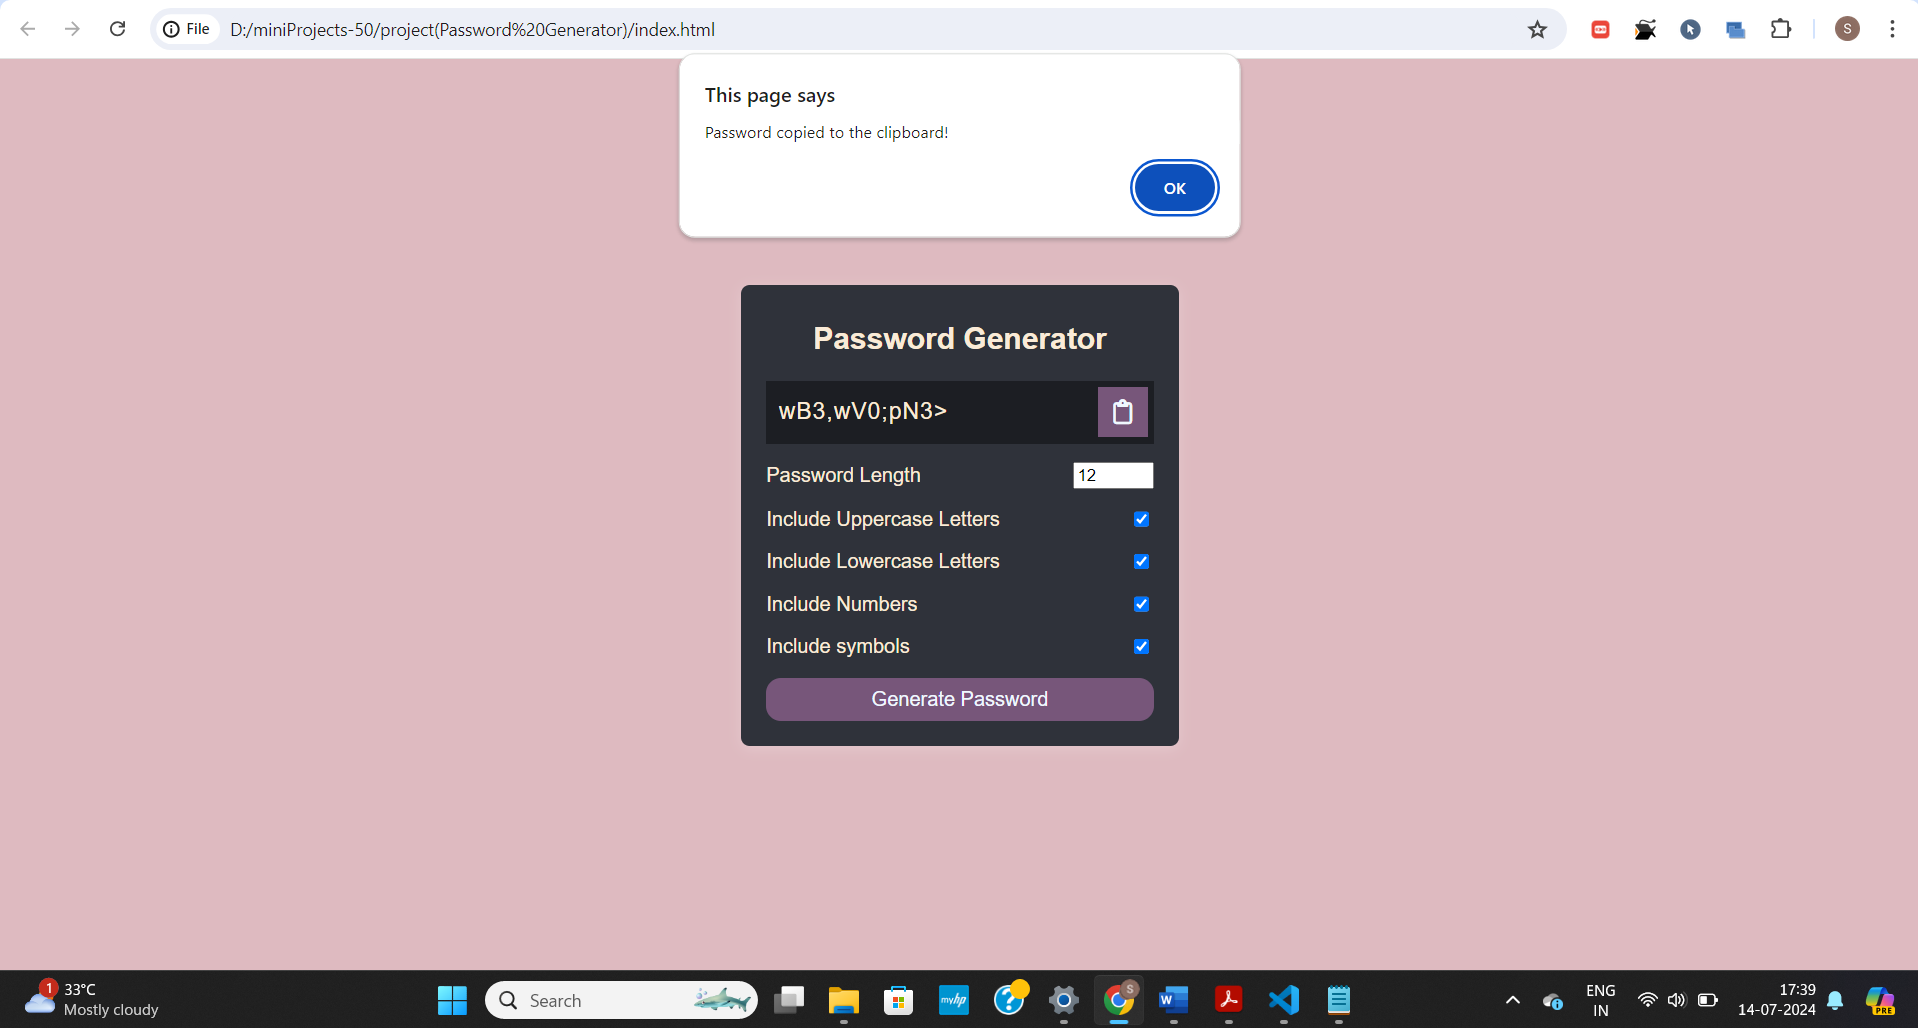 File
D:/miniProjects-50/project(Password%20Generator)/index.html
S
This page says
Password copied to the clipboard!
OK
Password Generator
wB3,wV0;pN3>
Password Length
12
Include Uppercase Letters
Include Lowercase Letters
Include Numbers
Include symbols
Generate Password
1
33°C
Mostly cloudy
Search
myhp
?
S
W
ENG
IN
17:39
14-07-2024
PRE